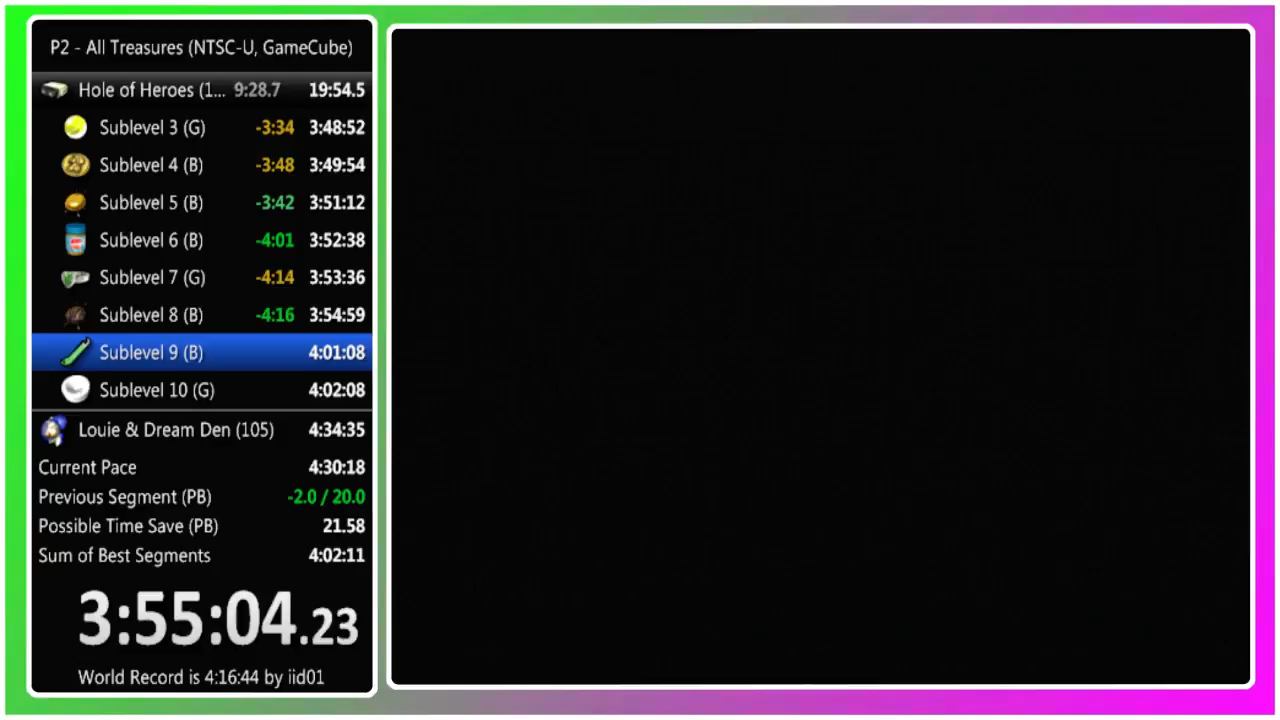 P2 - All Treasures (NTSC-U, GameCube)
Hole of Heroes (1... 9:28.7 19:54.5
Sublevel 3 (G) -3:34 3:48:52
Sublevel 4 (B) -3:48 3:49:54
Sublevel 5 (B) -3:42 3:51:12
Sublevel 6 (B) -4:01 3:52:38
Sublevel 7 (G) -4:14 3:53:36
Sublevel 8 (B) -4:16 3:54:59
Sublevel 9 (B) 4:01:08
Sublevel 10 (G) 4:02:08
Louie & Dream Den (105) 4:34:35
Current Pace 4:30:18
Previous Segment (PB) -2.0 / 20.0
Possible Time Save (PB) 21.58
Sum of Best Segments 4:02:11
3:55:04.23
World Record is 4:16:44 by iid01